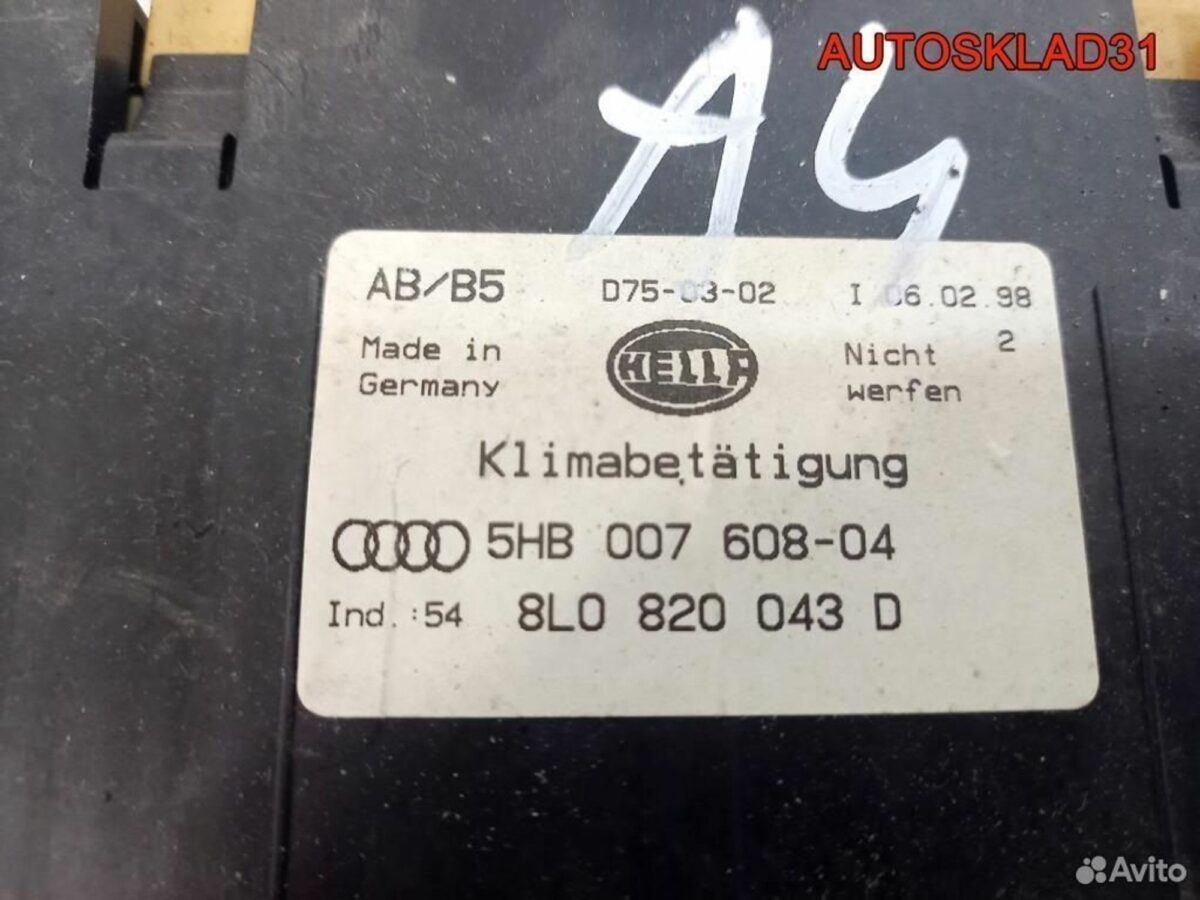 AUTOSKLAD31
A4
AB/B5 D75-03-02 I 06.02.98
Made in Germany
HELLA
Nicht werfen 2
Klimabetätigung
5HB 007 608-04
Ind.:54 8L0 820 043 D
Avito